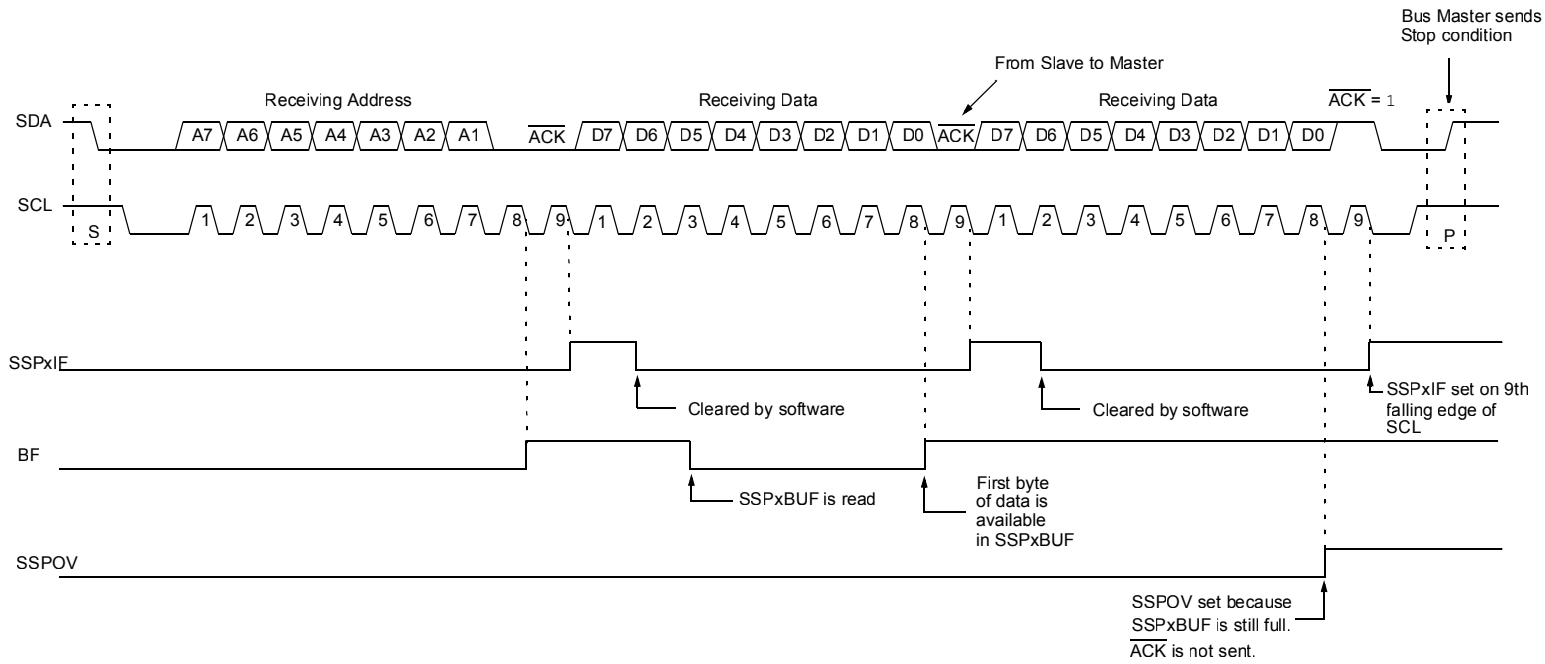 Bus Master sends
Stop condition
From Slave to Master
Receiving Address
Receiving Data
Receiving Data
ACK = 1
SDA
A7 A6 A5 A4 A3 A2 A1 ACK D7 D6 D5 D4 D3 D2 D1 D0 ACK D7 D6 D5 D4 D3 D2 D1 D0
SCL
S
1 2 3 4 5 6 7 8 9 1 2 3 4 5 6 7 8 9 1 2 3 4 5 6 7 8 9
P
SSPxIF
Cleared by software
Cleared by software
SSPxIF set on 9th
falling edge of
SCL
BF
SSPxBUF is read
First byte
of data is
available
in SSPxBUF
SSPOV
SSPOV set because
SSPxBUF is still full.
ACK is not sent.